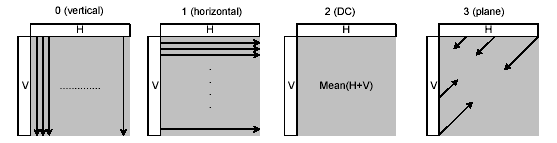 0 (vertical) 1 (horizontal) 2 (DC) 3 (plane)
H H H H
V V V Mean(H+V) V